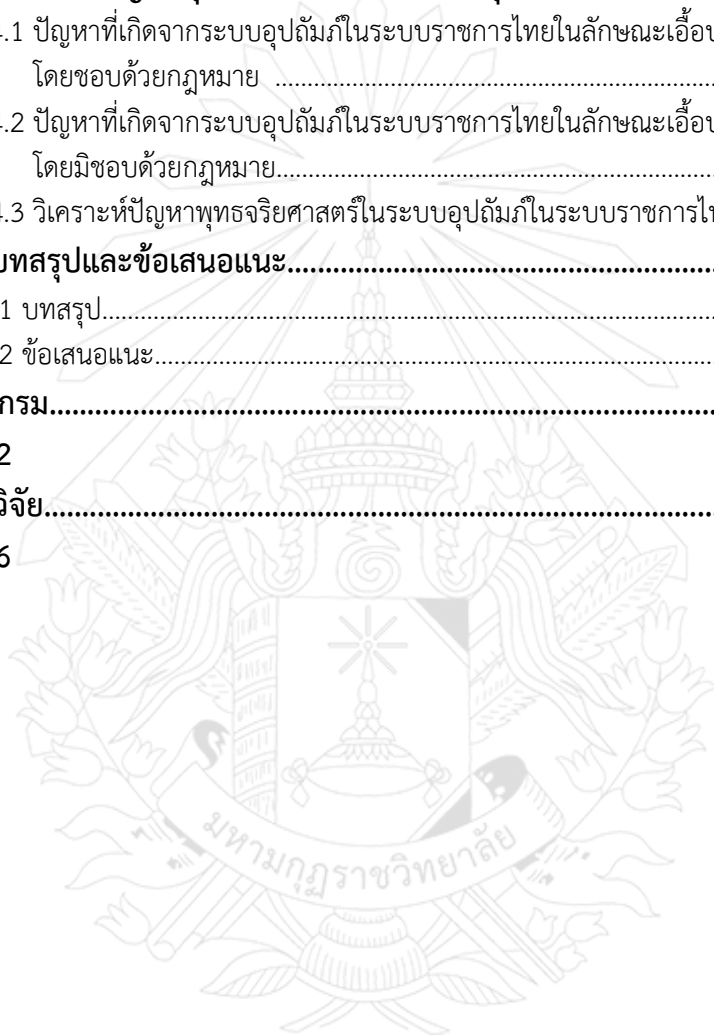 4.1 ปัญหาที่เกิดจากระบบอุปถัมภ์ในระบบราชการไทยในลักษณะเอื้อ
โดยชอบด้วยกฎหมาย ..........................................................
4.2 ปัญหาที่เกิดจากระบบอุปถัมภ์ในระบบราชการไทยในลักษณะเอื้อ
โดยมิชอบด้วยกฎหมาย..........................................................
4.3 วิเคราะห์ปัญหาพุทธจริยศาสตร์ในระบบอุปถัมภ์ในระบบราชการไ
บทสรุปและข้อเสนอแนะ..........................................................
1 บทสรุป....................................................................................
2 ข้อเสนอแนะ............................................................................
กรม............................................................................................
2
วิจัย............................................................................................
6
มหามกุฏราชวิทยาลัย